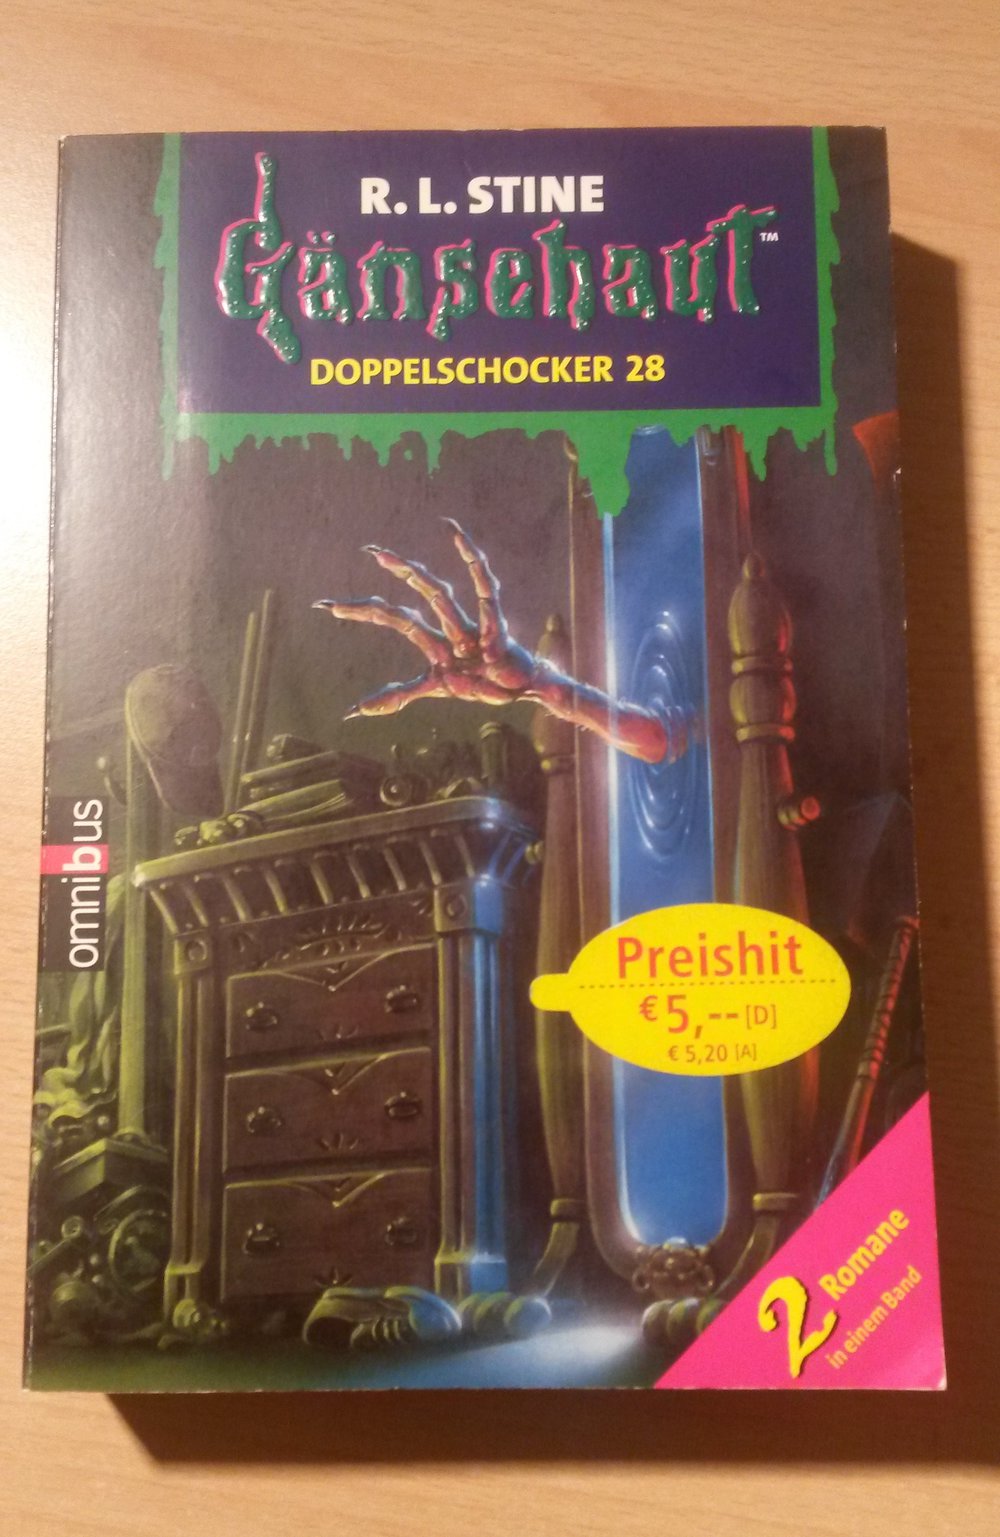 R. L. STINE
Gänsehaut™
DOPPELSCHOCKER 28
omnibus
Preishit
€ 5,-- [D]
€ 5,20 [A]
2 Romane
in einem Band